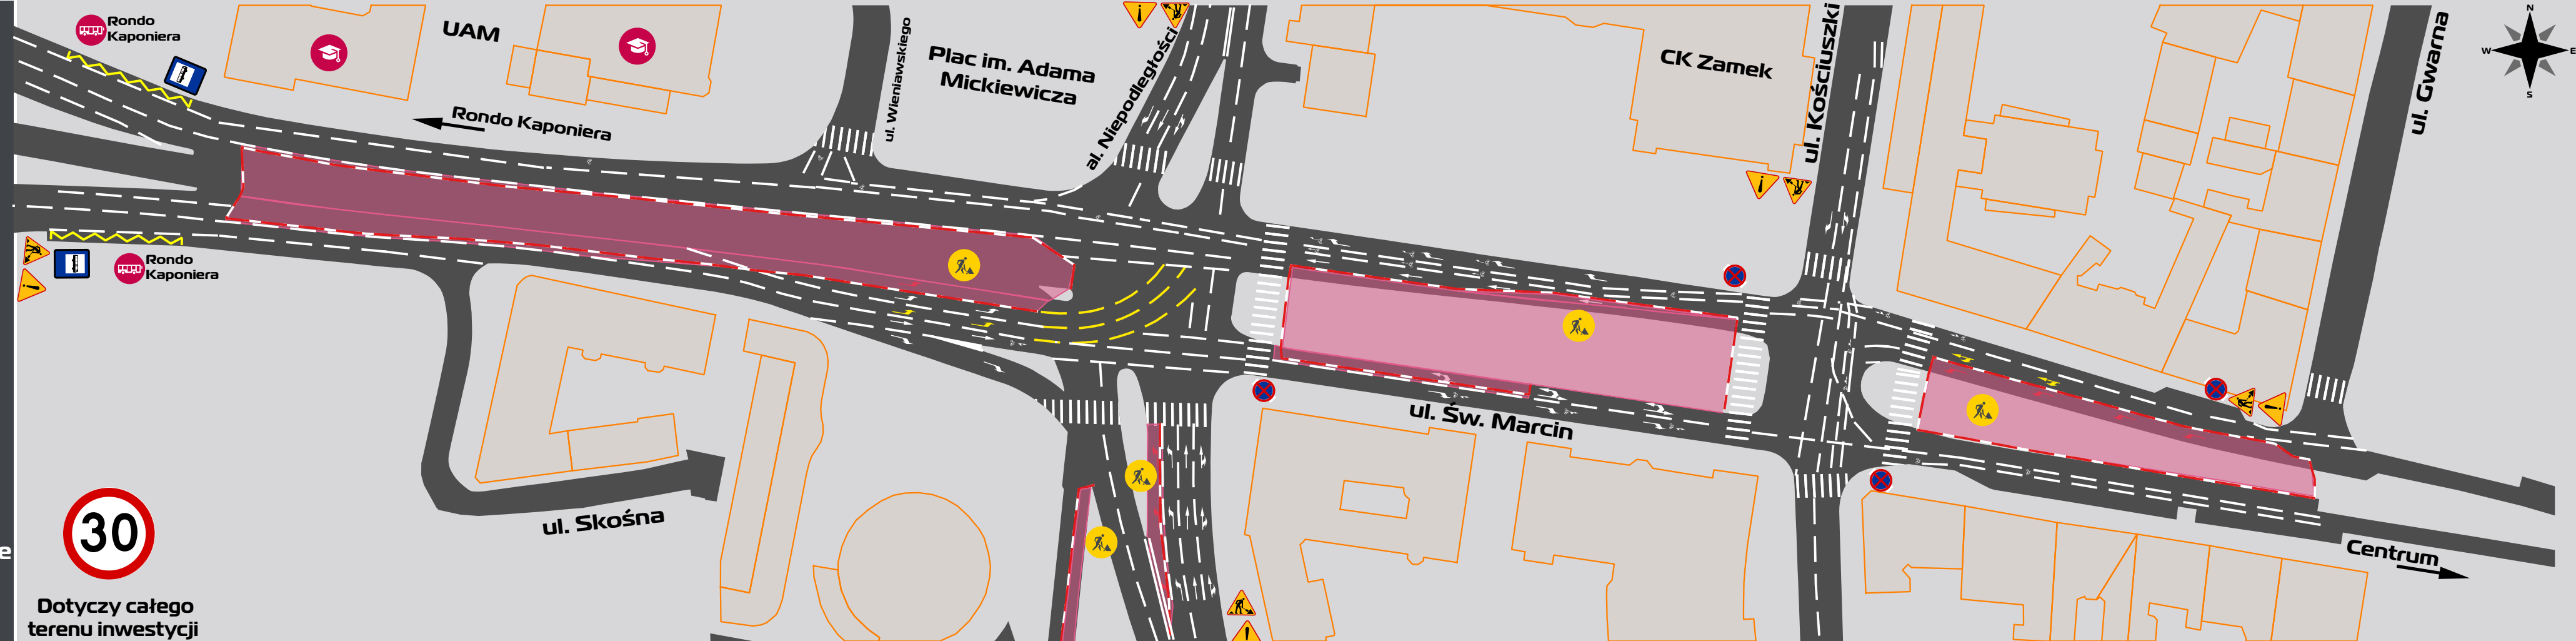 Rondo
Kaponiera
UAM
ul. Wieniawskiego
Plac im. Adama
Mickiewicza
al. Niepodległości
CK Zamek
ul. Kościuszki
ul. Gwarna
N
W
E
S
Rondo Kaponiera
Rondo
Kaponiera
ul. Św. Marcin
ul. Skośna
Centrum
e
30
Dotyczy całego
terenu inwestycji